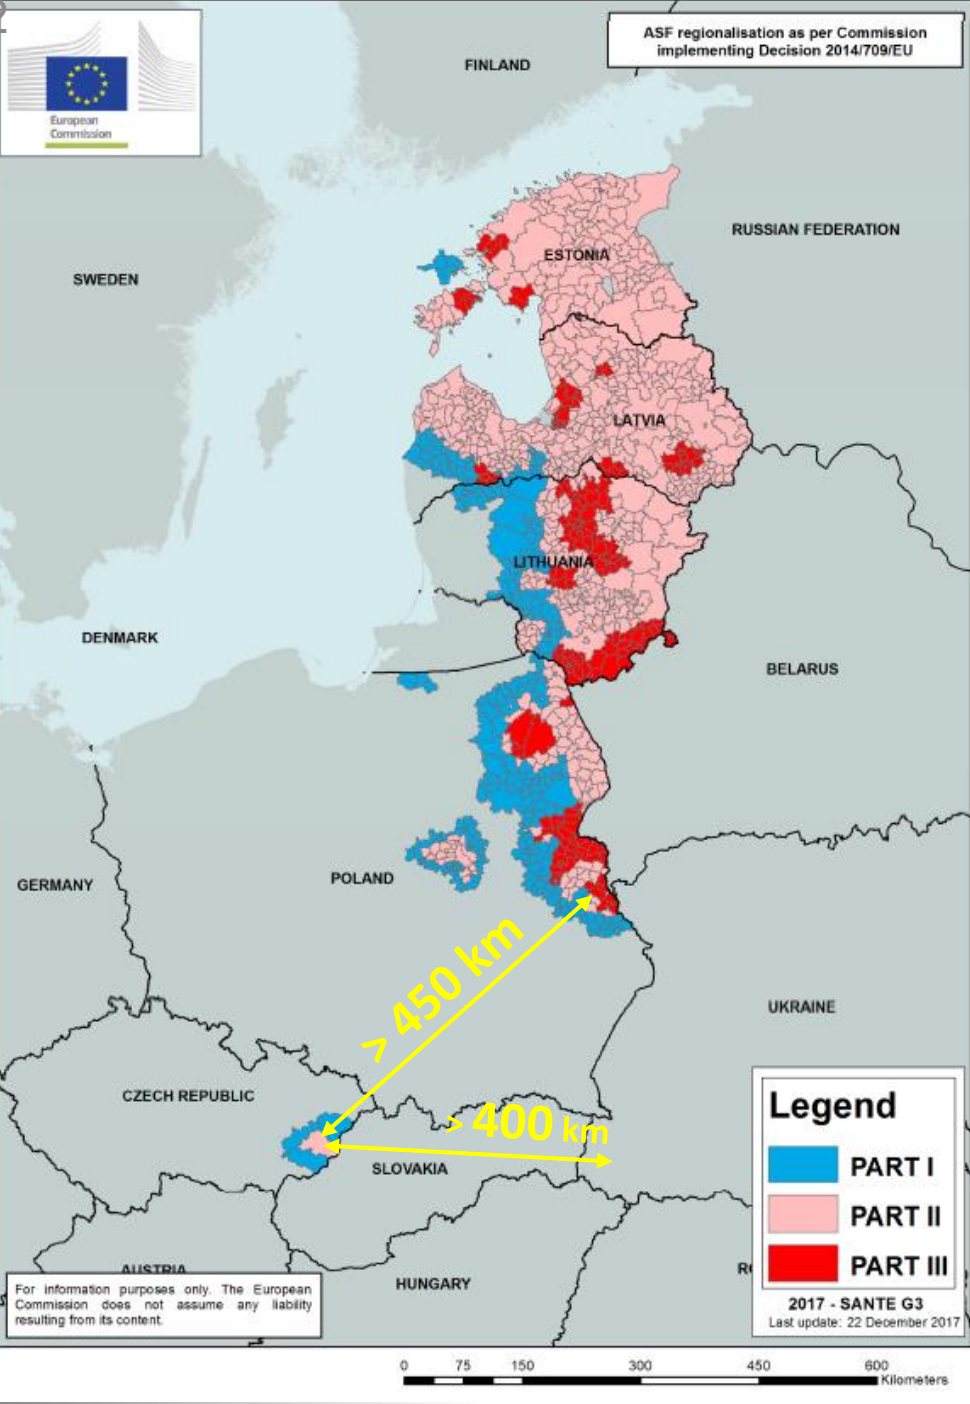 European
Commission
ASF regionalisation as per Commission
implementing Decision 2014/709/EU
FINLAND
RUSSIAN FEDERATION
ESTONIA
SWEDEN
LATVIA
LITHUANIA
DENMARK
BELARUS
GERMANY
POLAND
> 450 km
UKRAINE
CZECH REPUBLIC
> 400 km
SLOVAKIA
AUSTRIA
HUNGARY
Legend
PART I
PART II
PART III
2017 - SANTE G3
Last update: 22 December 2017
For information purposes only. The European
Commission does not assume any liability
resulting from its content.
0 75 150 300 450 600
Kilometers